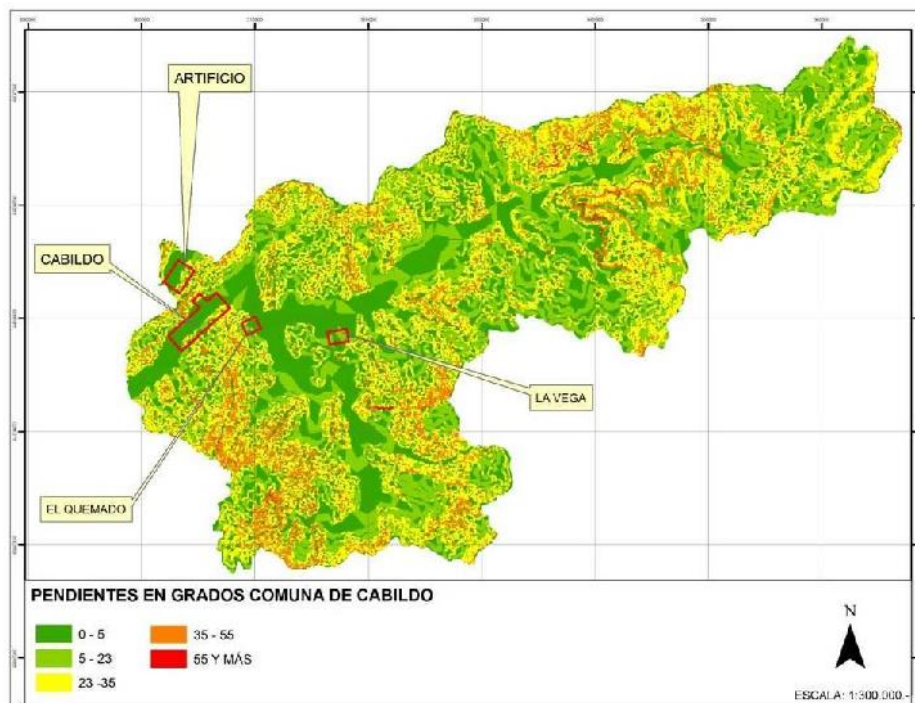 ARTIFICIO
CABILDO
LA VEGA
EL QUEMADO
PENDIENTES EN GRADOS COMUNA DE CABILDO
0 - 5
35 - 55
5 - 23
55 Y MÁS
23 -35
N
ESCALA: 1:300.000.-